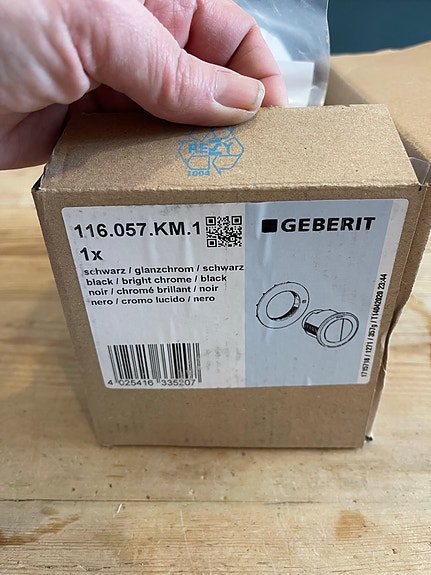 REZY
1004
116.057.KM.1
GEBERIT
1x
schwarz / glanzchrom / schwarz
black / bright chrome / black
noir / chromé brillant / noir
nero / cromo lucido / nero
4 025416 335207